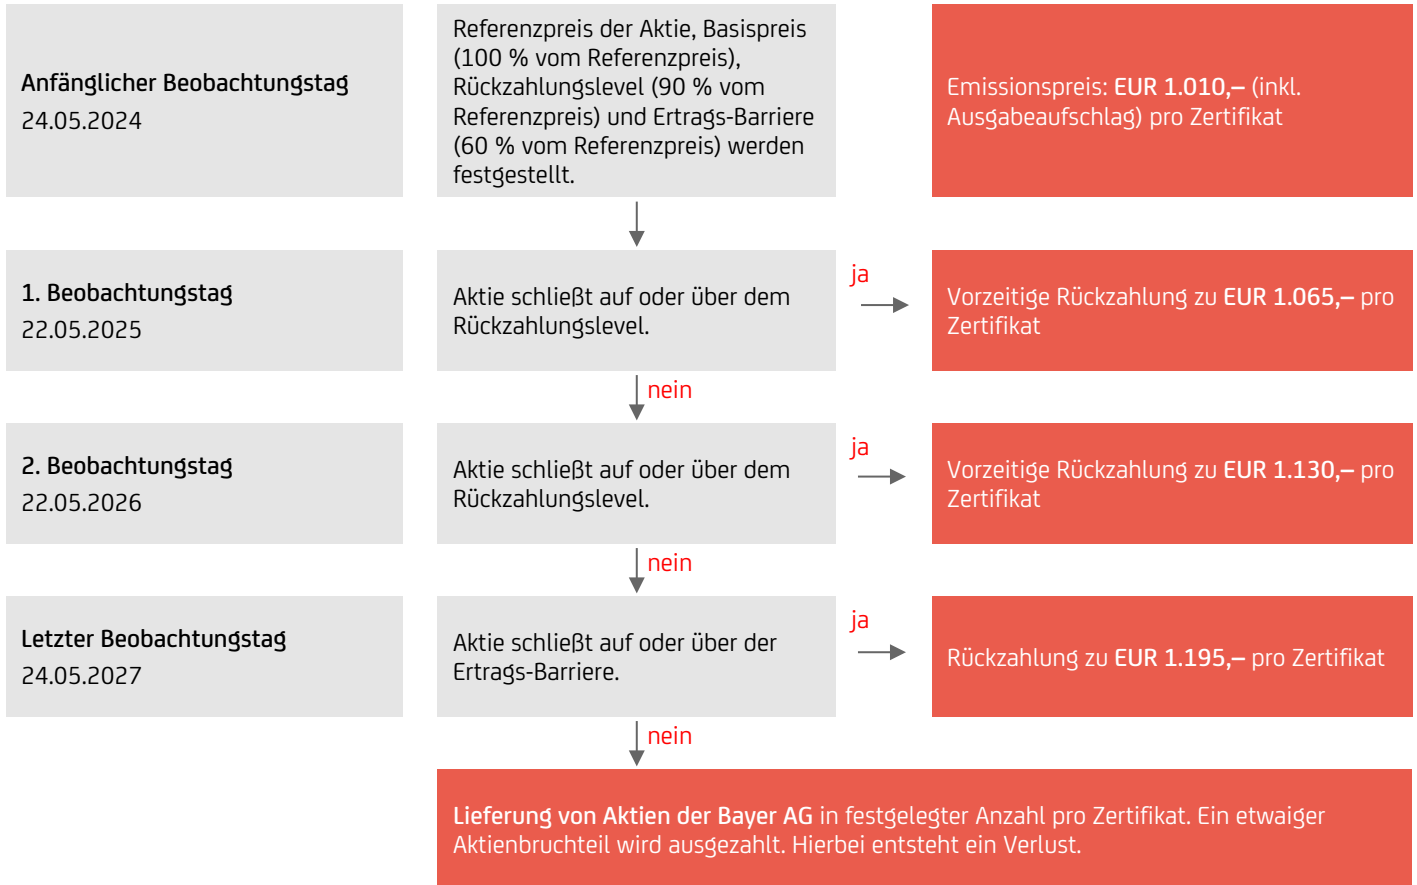 Anfänglicher Beobachtungstag
24.05.2024
Referenzpreis der Aktie, Basispreis
(100 % vom Referenzpreis),
Rückzahlungslevel (90 % vom
Referenzpreis) und Ertrags-Barriere
(60 % vom Referenzpreis) werden
festgestellt.
Emissionspreis: EUR 1.010,– (inkl.
Ausgabeaufschlag) pro Zertifikat
1. Beobachtungstag
22.05.2025
Aktie schließt auf oder über dem
Rückzahlungslevel.
ja
Vorzeitige Rückzahlung zu EUR 1.065,– pro
Zertifikat
nein
2. Beobachtungstag
22.05.2026
Aktie schließt auf oder über dem
Rückzahlungslevel.
ja
Vorzeitige Rückzahlung zu EUR 1.130,– pro
Zertifikat
nein
Letzter Beobachtungstag
24.05.2027
Aktie schließt auf oder über der
Ertrags-Barriere.
ja
Rückzahlung zu EUR 1.195,– pro Zertifikat
nein
Lieferung von Aktien der Bayer AG in festgelegter Anzahl pro Zertifikat. Ein etwaiger
Aktienbruchteil wird ausgezahlt. Hierbei entsteht ein Verlust.